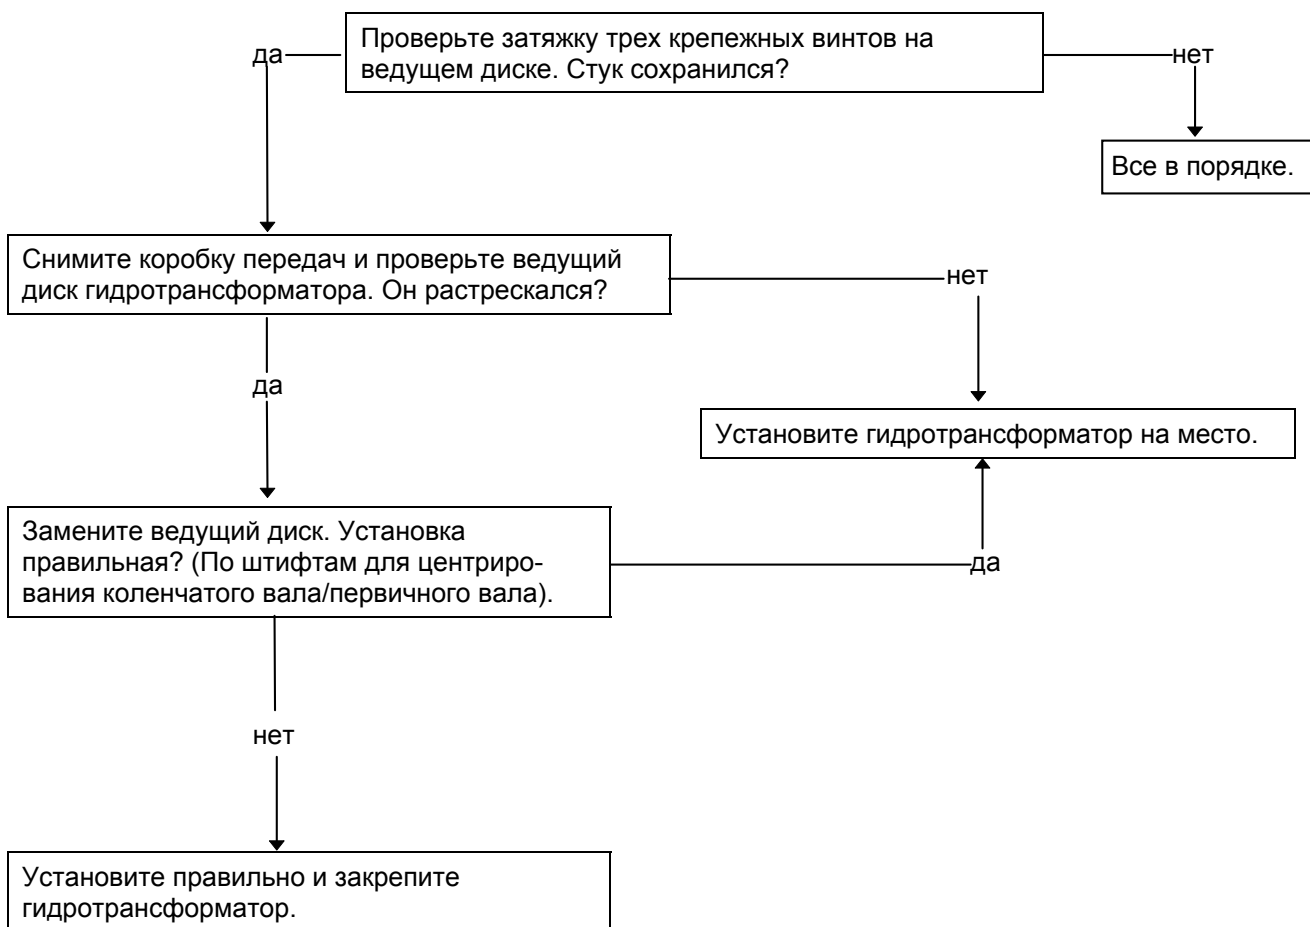 Проверьте затяжку трех крепежных винтов на
ведущем диске. Стук сохранился?
да
нет
Все в порядке.
Снимите коробку передач и проверьте ведущий
диск гидротрансформатора. Он растрескался?
нет
да
Установите гидротрансформатор на место.
Замените ведущий диск. Установка
правильная? (По штифтам для центриро-
вания коленчатого вала/первичного вала).
да
нет
Установите правильно и закрепите
гидротрансформатор.